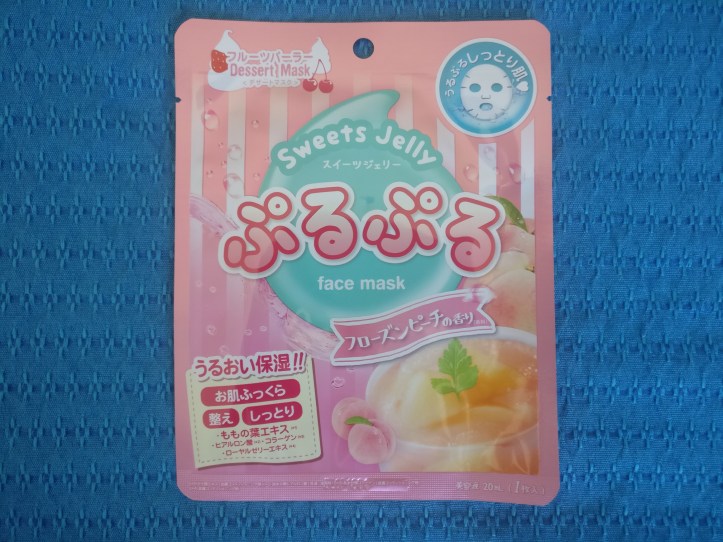 フルーツパーラー
Dessert Mask
デザートマスク
うるぷるしっとり肌♥
Sweets Jelly
スイーツジェリー
ぷるぷる
face mask
フローズンピーチの香り
うるおい保湿!!
お肌ふっくら
整え しっとり
・ももの葉エキス
・ヒアルロン酸 ・コラーゲン
・ローヤルゼリーエキス
20mL 1枚入り